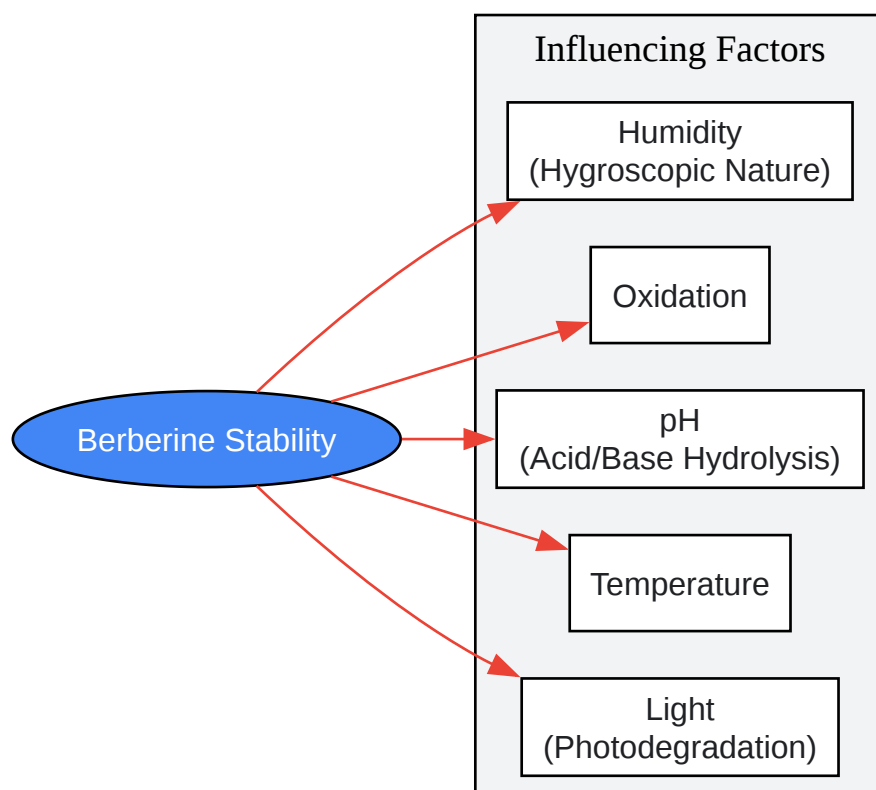 Influencing Factors
Humidity
(Hygroscopic Nature)
Oxidation
Berberine Stability
pH
(Acid/Base Hydrolysis)
Temperature
Light
(Photodegradation)